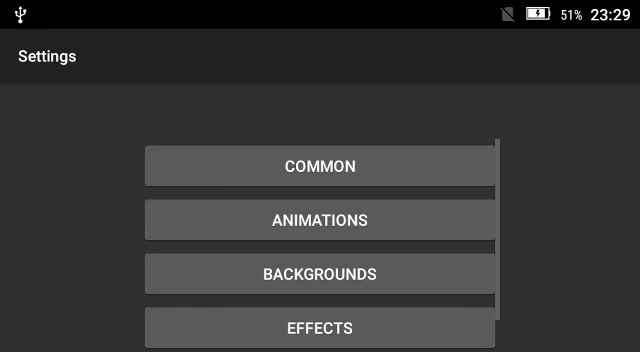 51% 23:29
Settings
COMMON
ANIMATIONS
BACKGROUNDS
EFFECTS